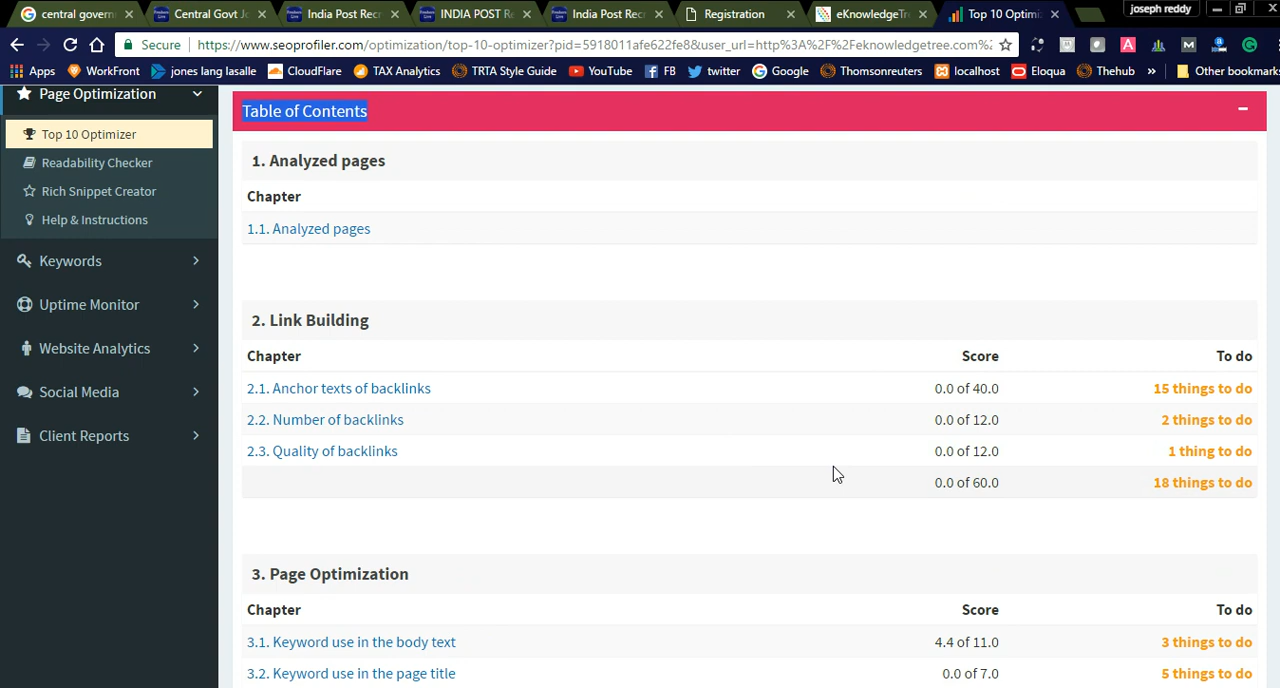 central govern
Central Govt J
India Post Recr
INDIA POST R
India Post Recr
Registration
eKnowledgeTr
Top 10 Optimi
joseph reddy
Secure
https://www.seoprofiler.com/optimization/top-10-optimizer?pid=5918011afe622fe8&user_url=http%3A%2F%2Feknowledgetree.com%2
Apps WorkFront jones lang lasalle CloudFlare TAX Analytics TRTA Style Guide YouTube FB twitter Google Thomsonreuters localhost Eloqua Thehub » Other bookmarks
Page Optimization
Top 10 Optimizer
Readability Checker
Rich Snippet Creator
Help & Instructions
Keywords
Uptime Monitor
Website Analytics
Social Media
Client Reports
Table of Contents
1. Analyzed pages
Chapter
1.1. Analyzed pages
2. Link Building
Chapter Score To do
2.1. Anchor texts of backlinks 0.0 of 40.0 15 things to do
2.2. Number of backlinks 0.0 of 12.0 2 things to do
2.3. Quality of backlinks 0.0 of 12.0 1 thing to do
0.0 of 60.0 18 things to do
3. Page Optimization
Chapter Score To do
3.1. Keyword use in the body text 4.4 of 11.0 3 things to do
3.2. Keyword use in the page title 0.0 of 7.0 5 things to do